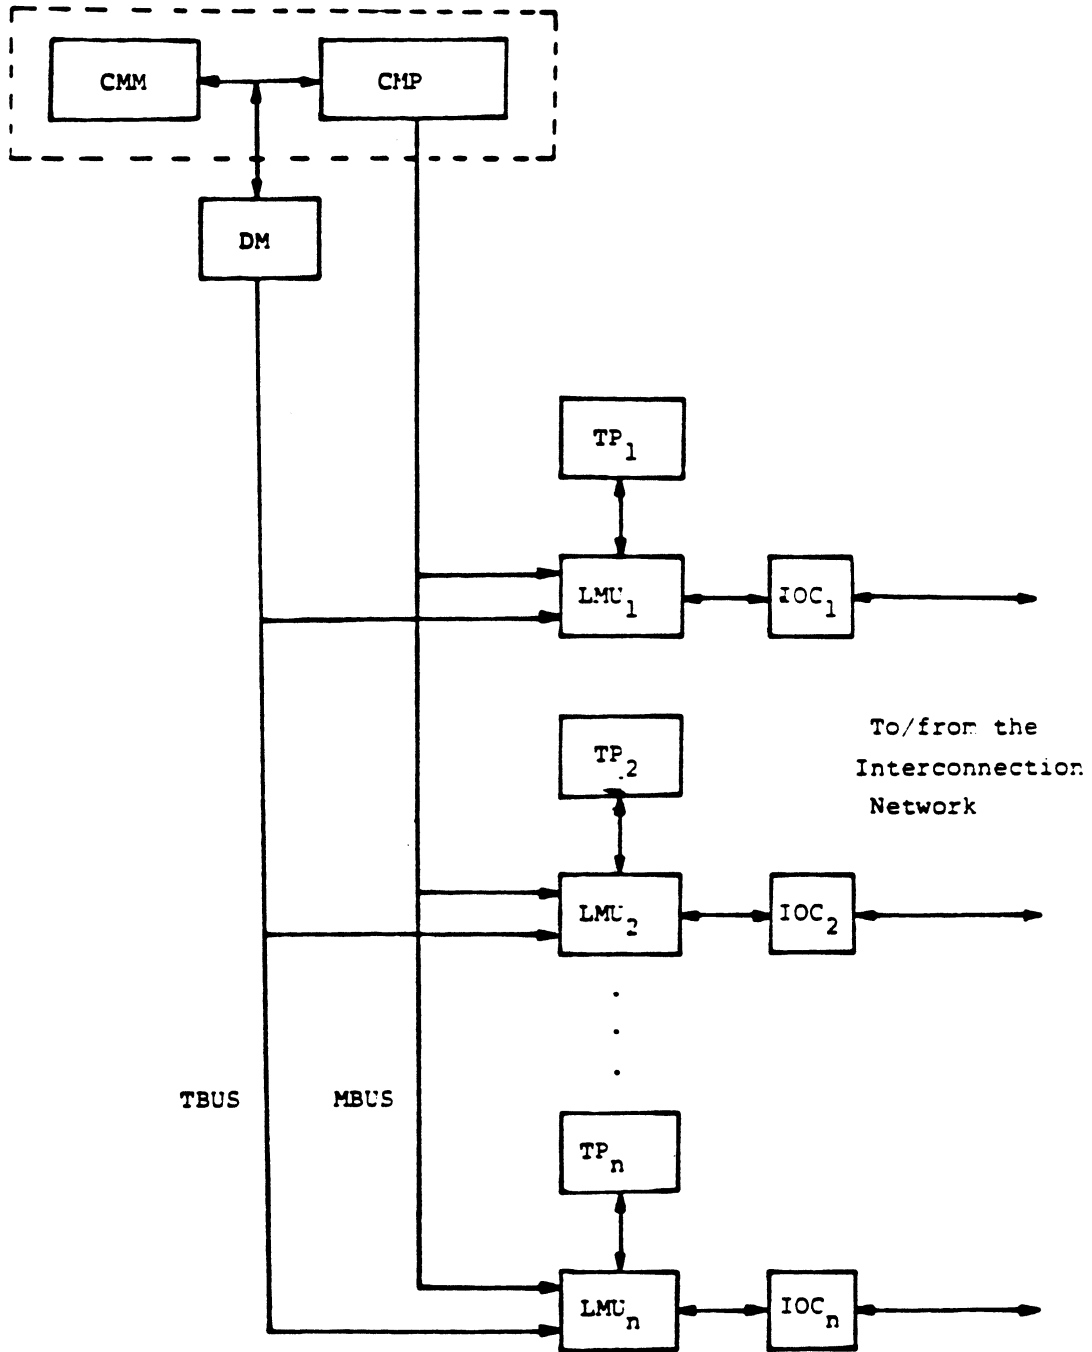 CMM
CMP
DM
TP1
LMU1
IOC1
TP2
To/from the
Interconnection
Network
LMU2
IOC2
TBUS
MBUS
TPn
LMUn
IOCn